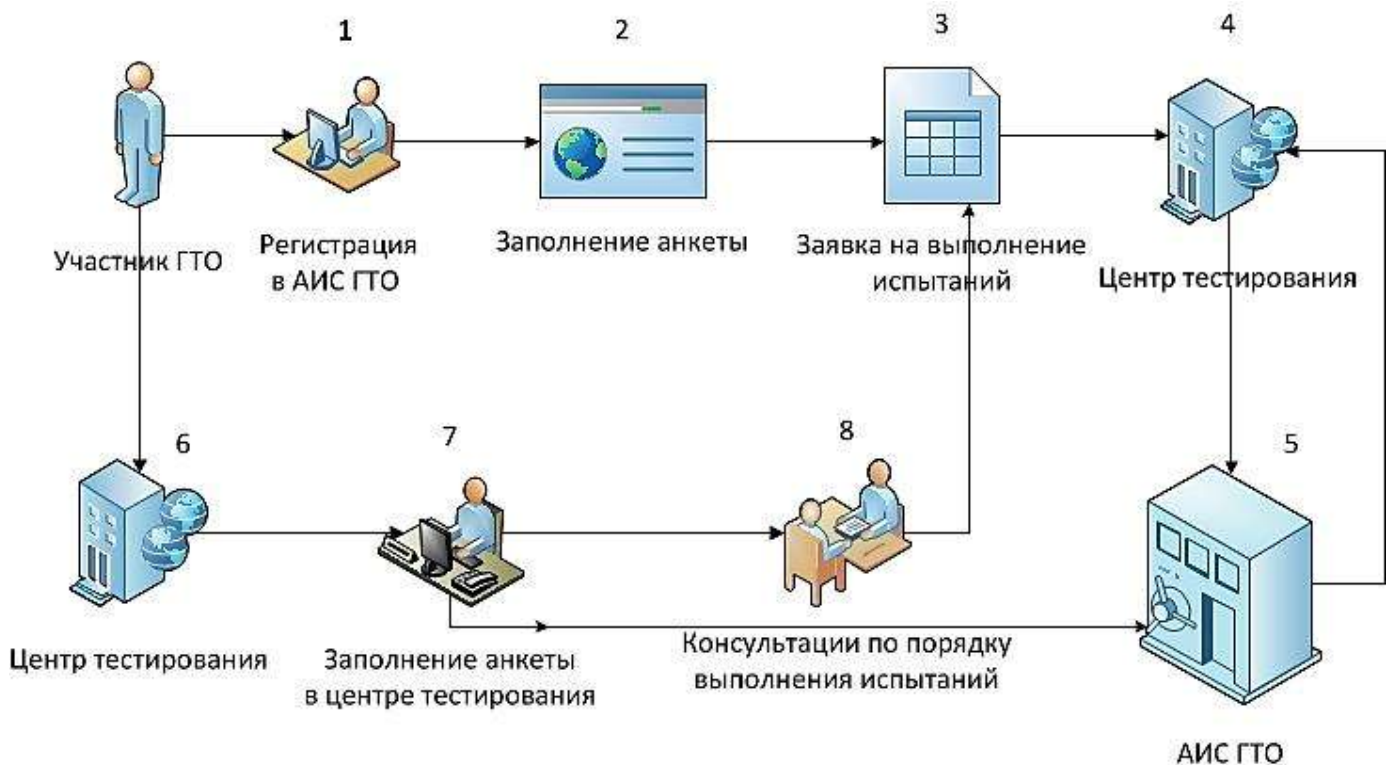 1
2
3
4
Участник ГТО
Регистрация
в АИС ГТО
Заполнение анкеты
Заявка на выполнение
испытаний
Центр тестирования
6
7
8
5
Центр тестирования
Заполнение анкеты
в центре тестирования
Консультации по порядку
выполнения испытаний
АИС ГТО